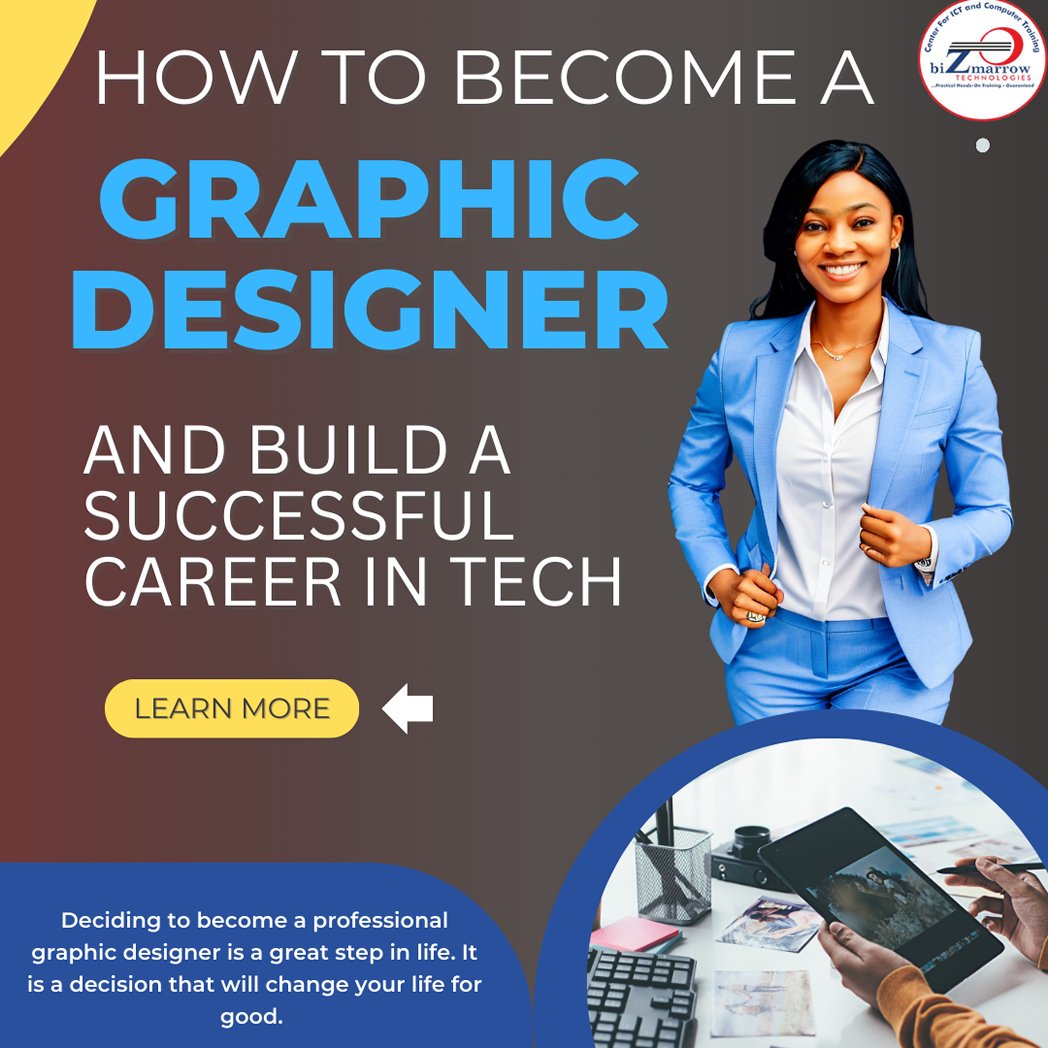 Center For ICT and Computer Training
biZmarrow
TECHNOLOGIES
...Practical Hands-On Training - Guaranteed
HOW TO BECOME A
GRAPHIC
DESIGNER
AND BUILD A
SUCCESSFUL
CAREER IN TECH
LEARN MORE
Deciding to become a professional
graphic designer is a great step in life. It
is a decision that will change your life for
good.